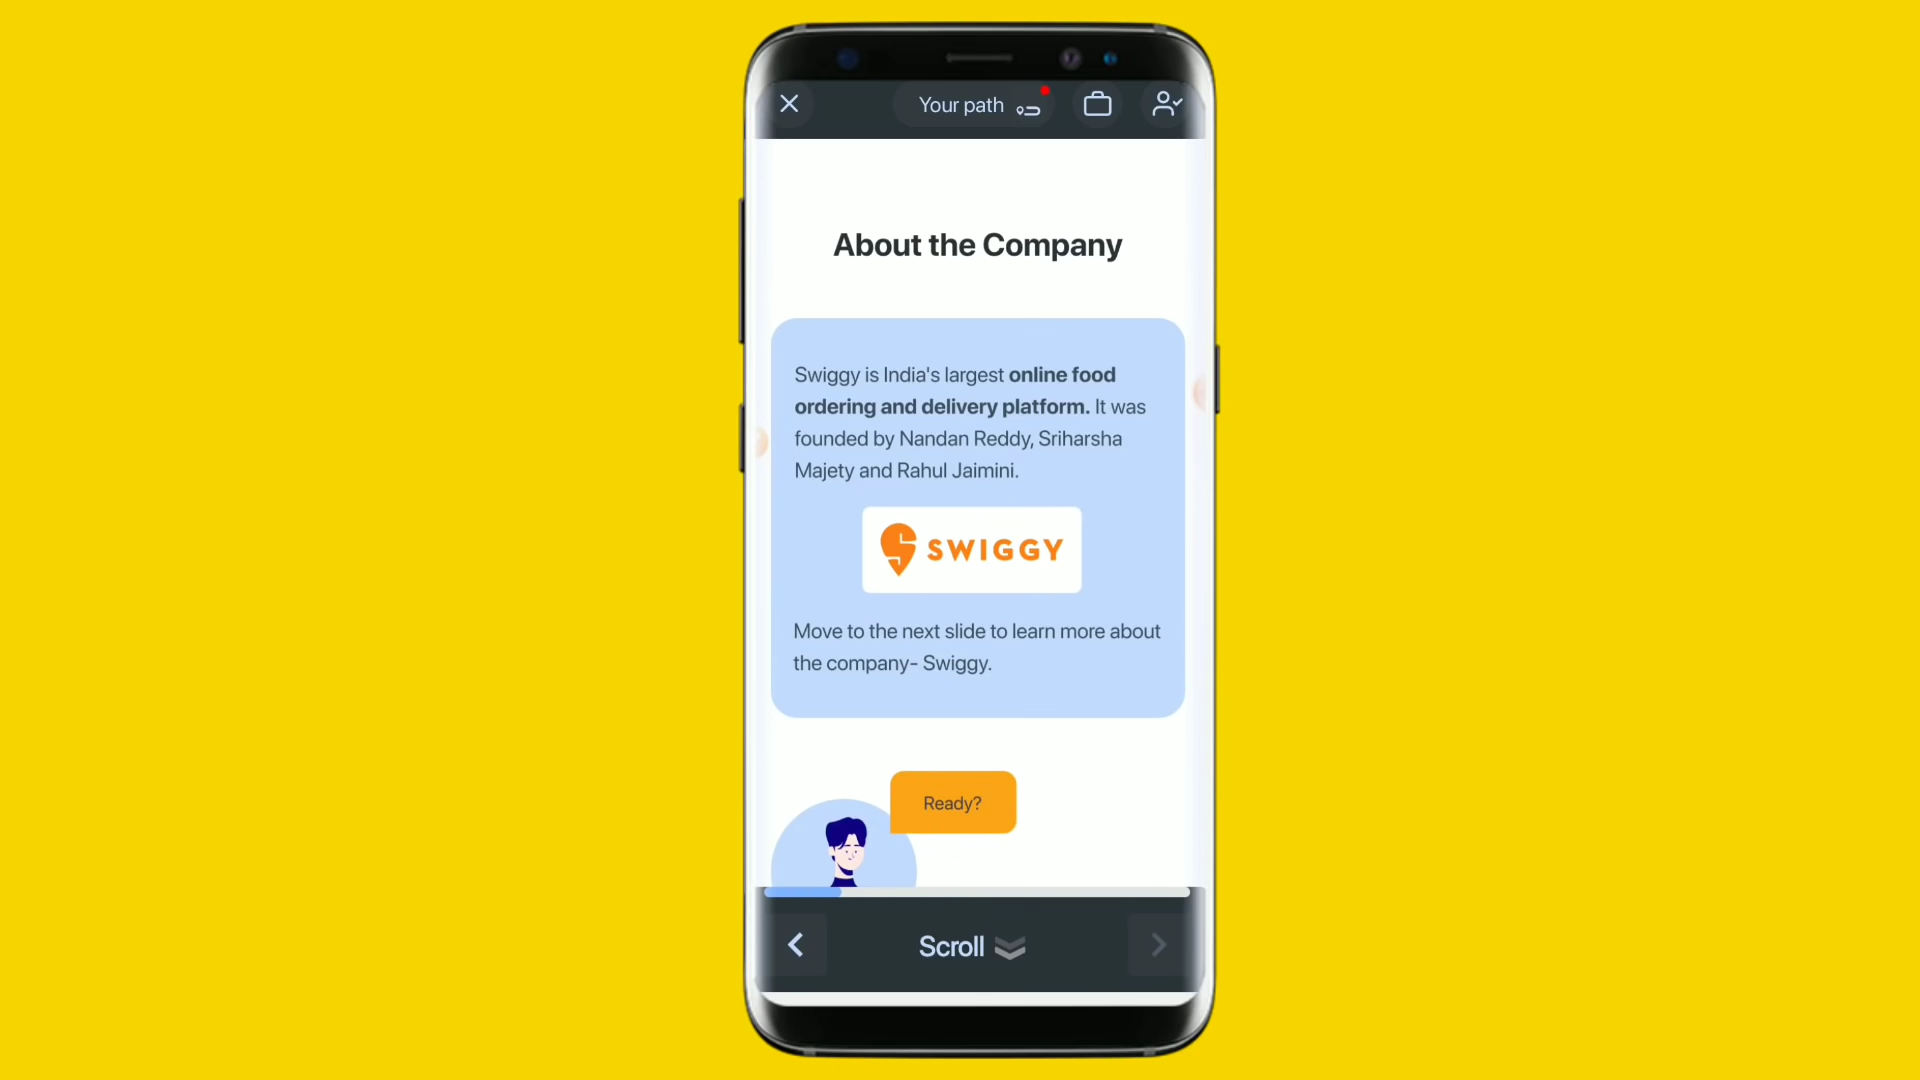 Your path
About the Company
Swiggy is India's largest online food
ordering and delivery platform. It was
founded by Nandan Reddy, Sriharsha
Majety and Rahul Jaimini.
SWIGGY
Move to the next slide to learn more about
the company- Swiggy.
Ready?
Scroll